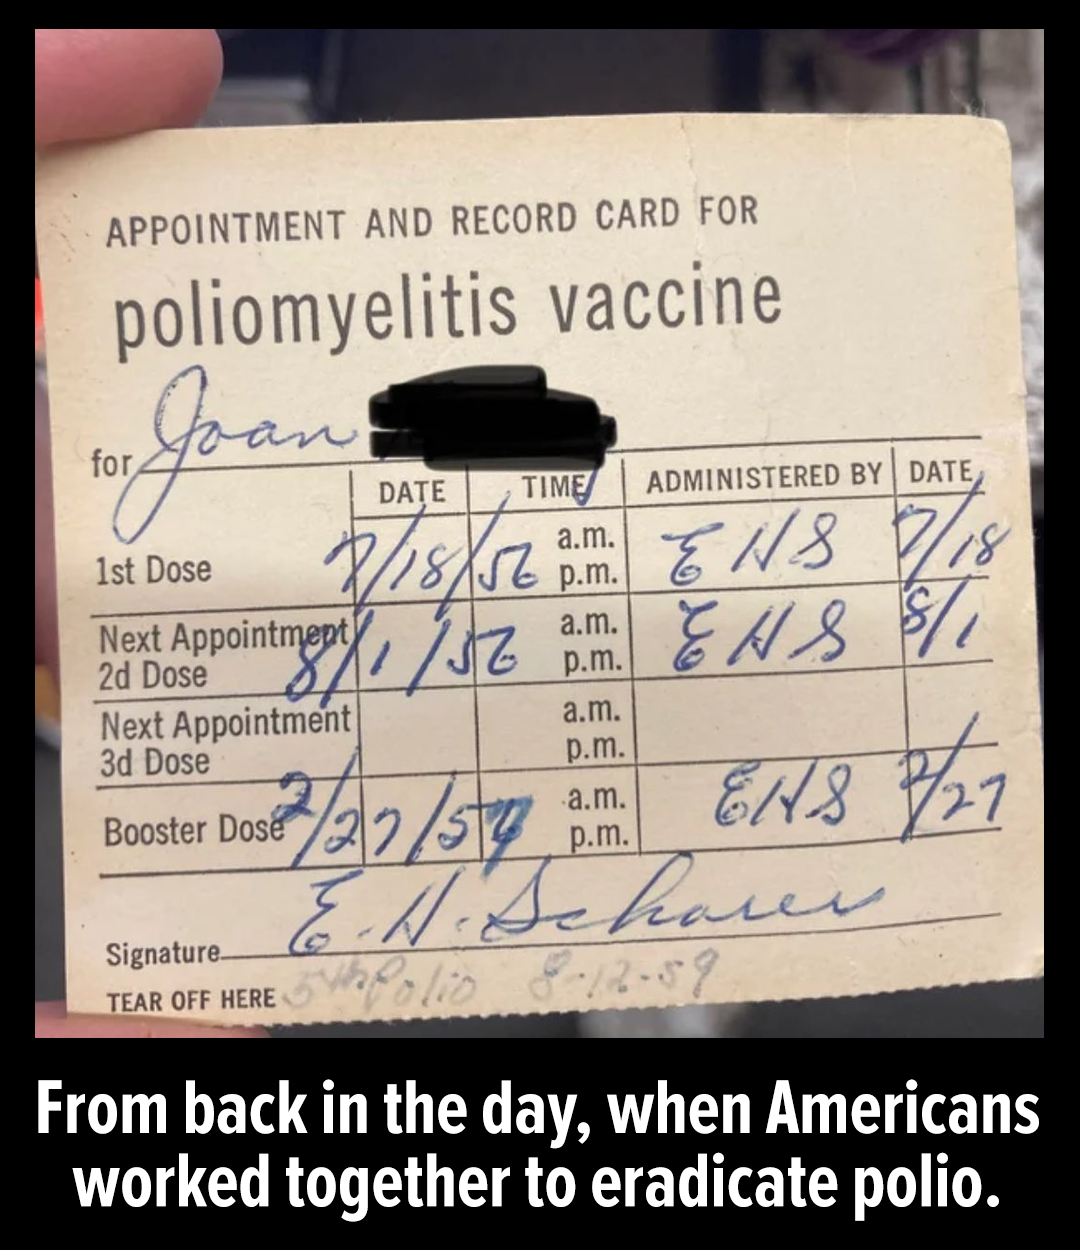 APPOINTMENT AND RECORD CARD FOR
poliomyelitis vaccine
for Joan
DATE TIME ADMINISTERED BY DATE
1st Dose 7/18/56 a.m. p.m. EHS 7/18
Next Appointment 2d Dose 8/1/56 a.m. p.m. EHS 8/1
Next Appointment 3d Dose a.m. p.m.
Booster Dose 2/27/57 a.m. p.m. EHS 2/27
Signature E. H. Scharer
TEAR OFF HERE 5th Polio 8-12-59
From back in the day, when Americans
worked together to eradicate polio.